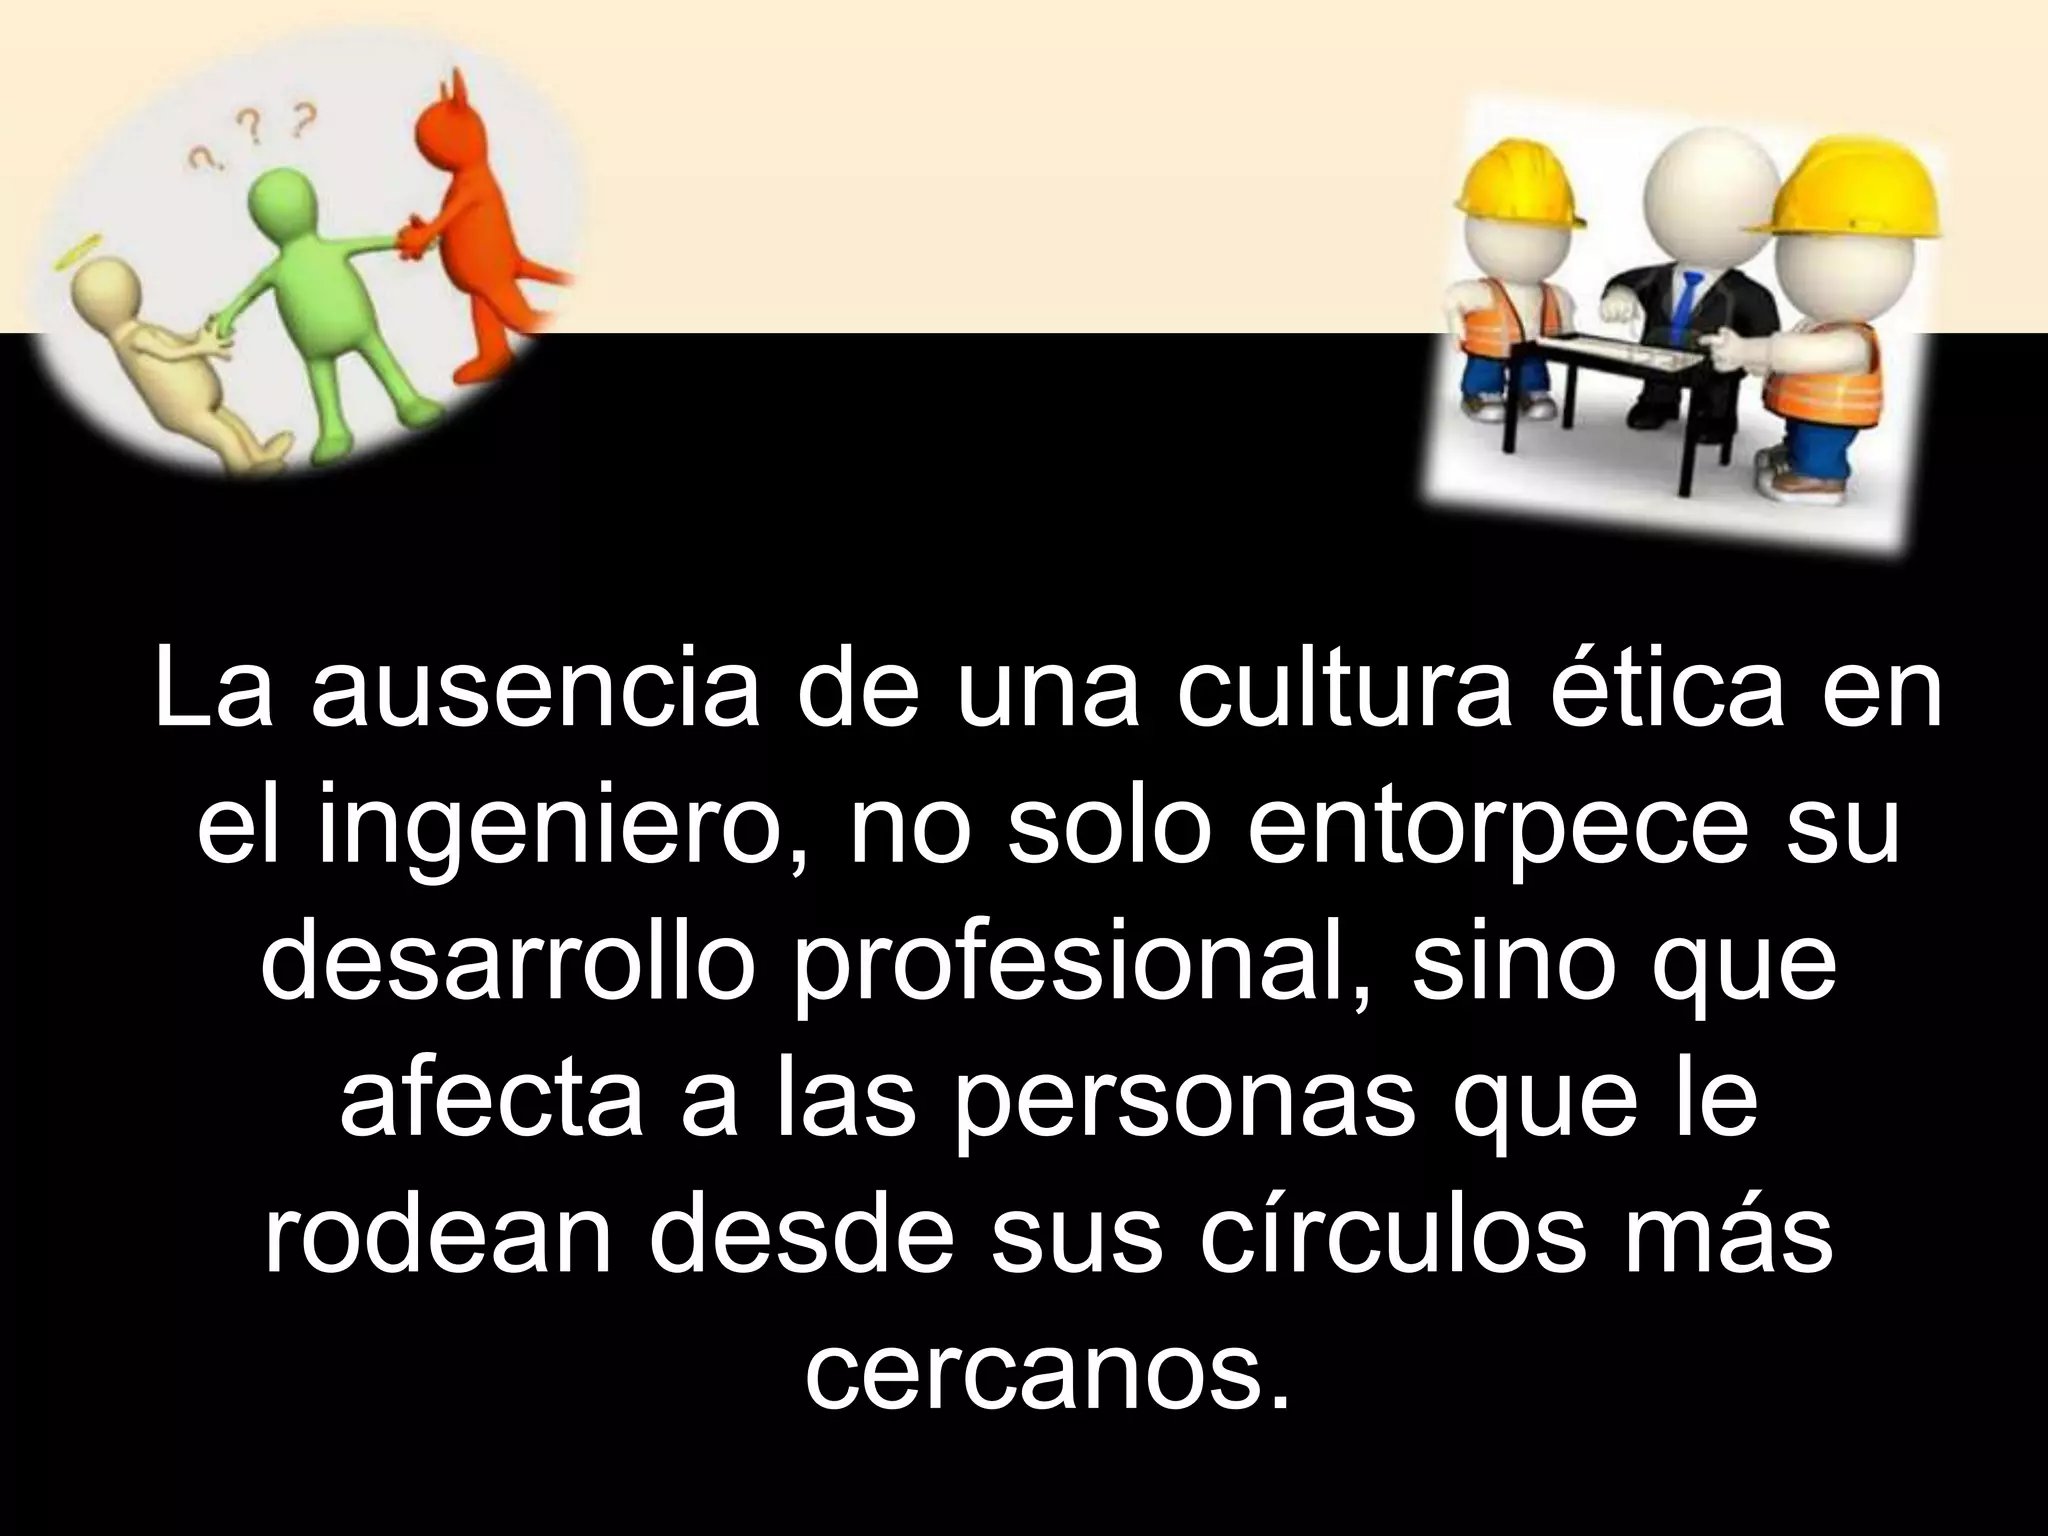 ? ? ?
La ausencia de una cultura ética en
el ingeniero, no solo entorpece su
desarrollo profesional, sino que
afecta a las personas que le
rodean desde sus círculos más
cercanos.